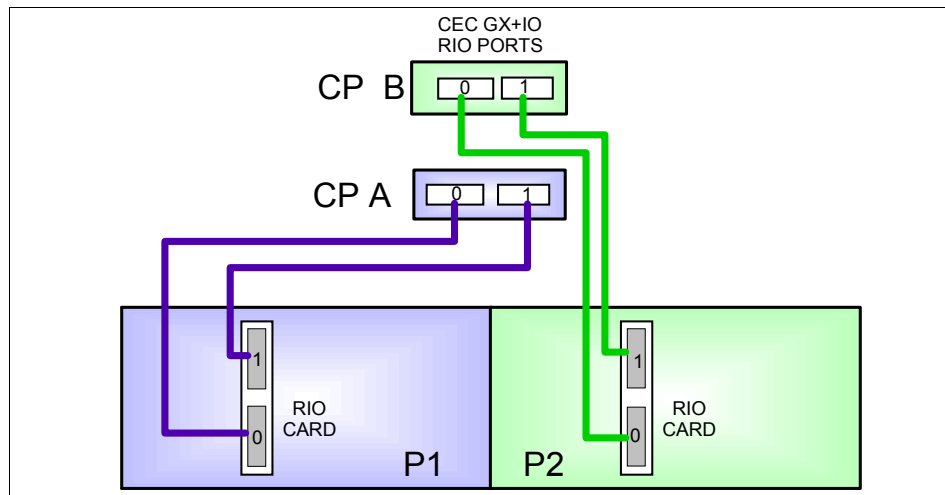 CEC GX+IO
RIO PORTS
CP B
0 1
CP A
0 1
1
RIO
CARD
0
P1
1
RIO
CARD
0
P2